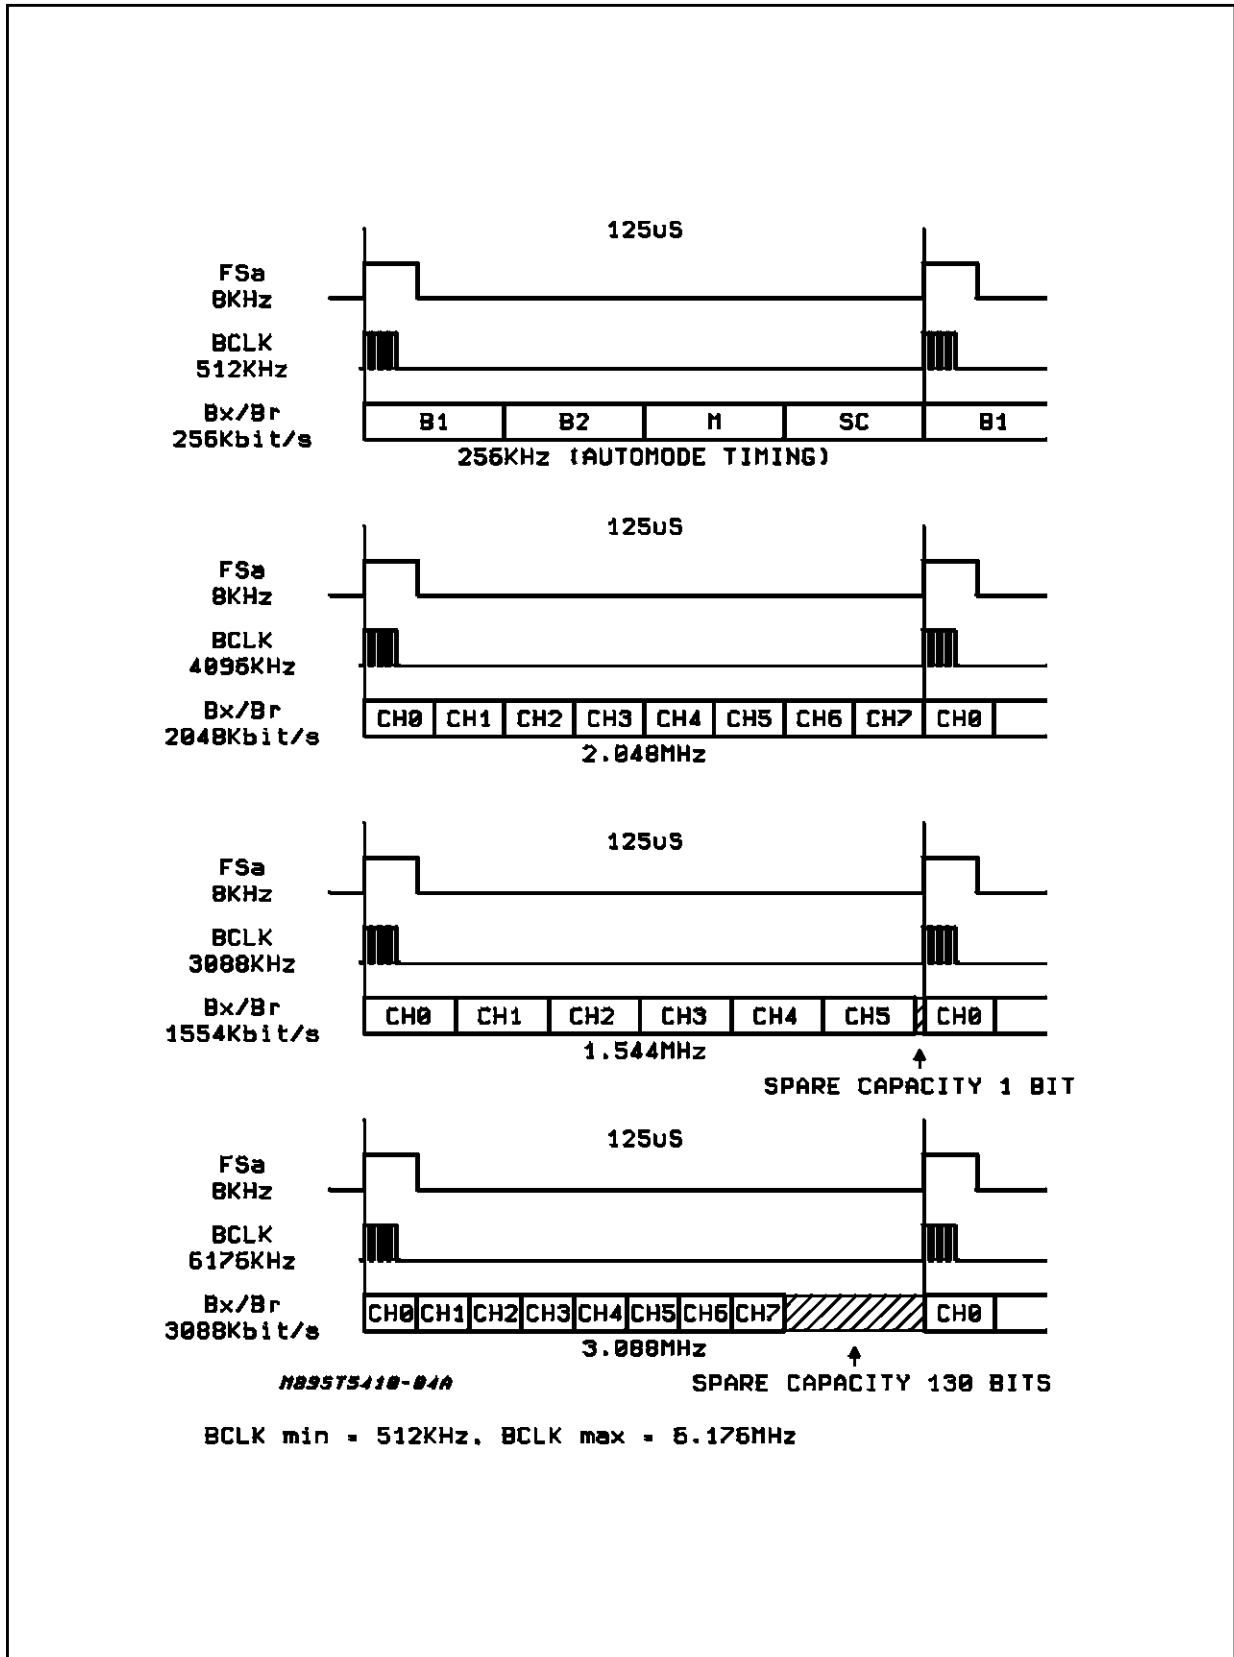 125uS
FSa
8KHz
BCLK
512KHz
Bx/Br
256Kbit/s
B1 B2 M SC B1
256KHz (AUTOMODE TIMING)
125uS
FSa
8KHz
BCLK
4096KHz
Bx/Br
2048Kbit/s
CH0 CH1 CH2 CH3 CH4 CH5 CH6 CH7 CH0
2.048MHz
125uS
FSa
8KHz
BCLK
3088KHz
Bx/Br
1554Kbit/s
CH0 CH1 CH2 CH3 CH4 CH5 CH0
1.544MHz
SPARE CAPACITY 1 BIT
125uS
FSa
8KHz
BCLK
6176KHz
Bx/Br
3088Kbit/s
CH0 CH1 CH2 CH3 CH4 CH5 CH6 CH7 CH0
3.088MHz
SPARE CAPACITY 130 BITS
M89ST5410-04A
BCLK min = 512KHz, BCLK max = 6.176MHz